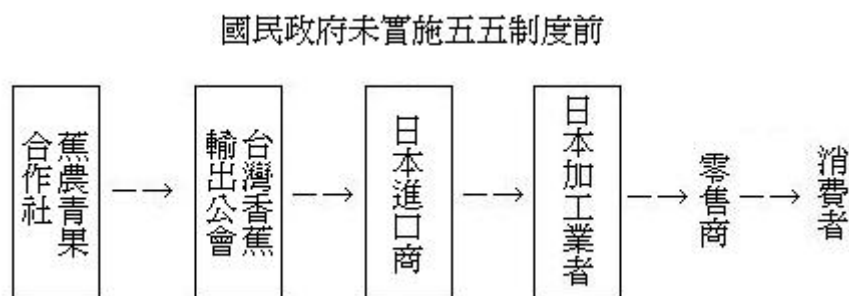 國民政府未實施五五制度前
蕉農青果
合作社
台灣香蕉
輸出公會
日本進口商
日本加工業者
零售商
消費者